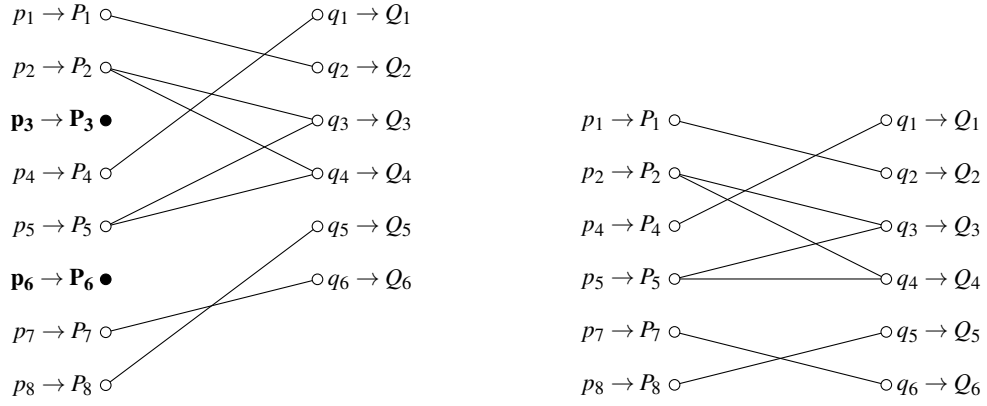 p₁ → P₁
p₂ → P₂
p₃ → P₃
p₄ → P₄
p₅ → P₅
p₆ → P₆
p₇ → P₇
p₈ → P₈
q₁ → Q₁
q₂ → Q₂
q₃ → Q₃
q₄ → Q₄
q₅ → Q₅
q₆ → Q₆
p₁ → P₁
p₂ → P₂
p₄ → P₄
p₅ → P₅
p₇ → P₇
p₈ → P₈
q₁ → Q₁
q₂ → Q₂
q₃ → Q₃
q₄ → Q₄
q₅ → Q₅
q₆ → Q₆